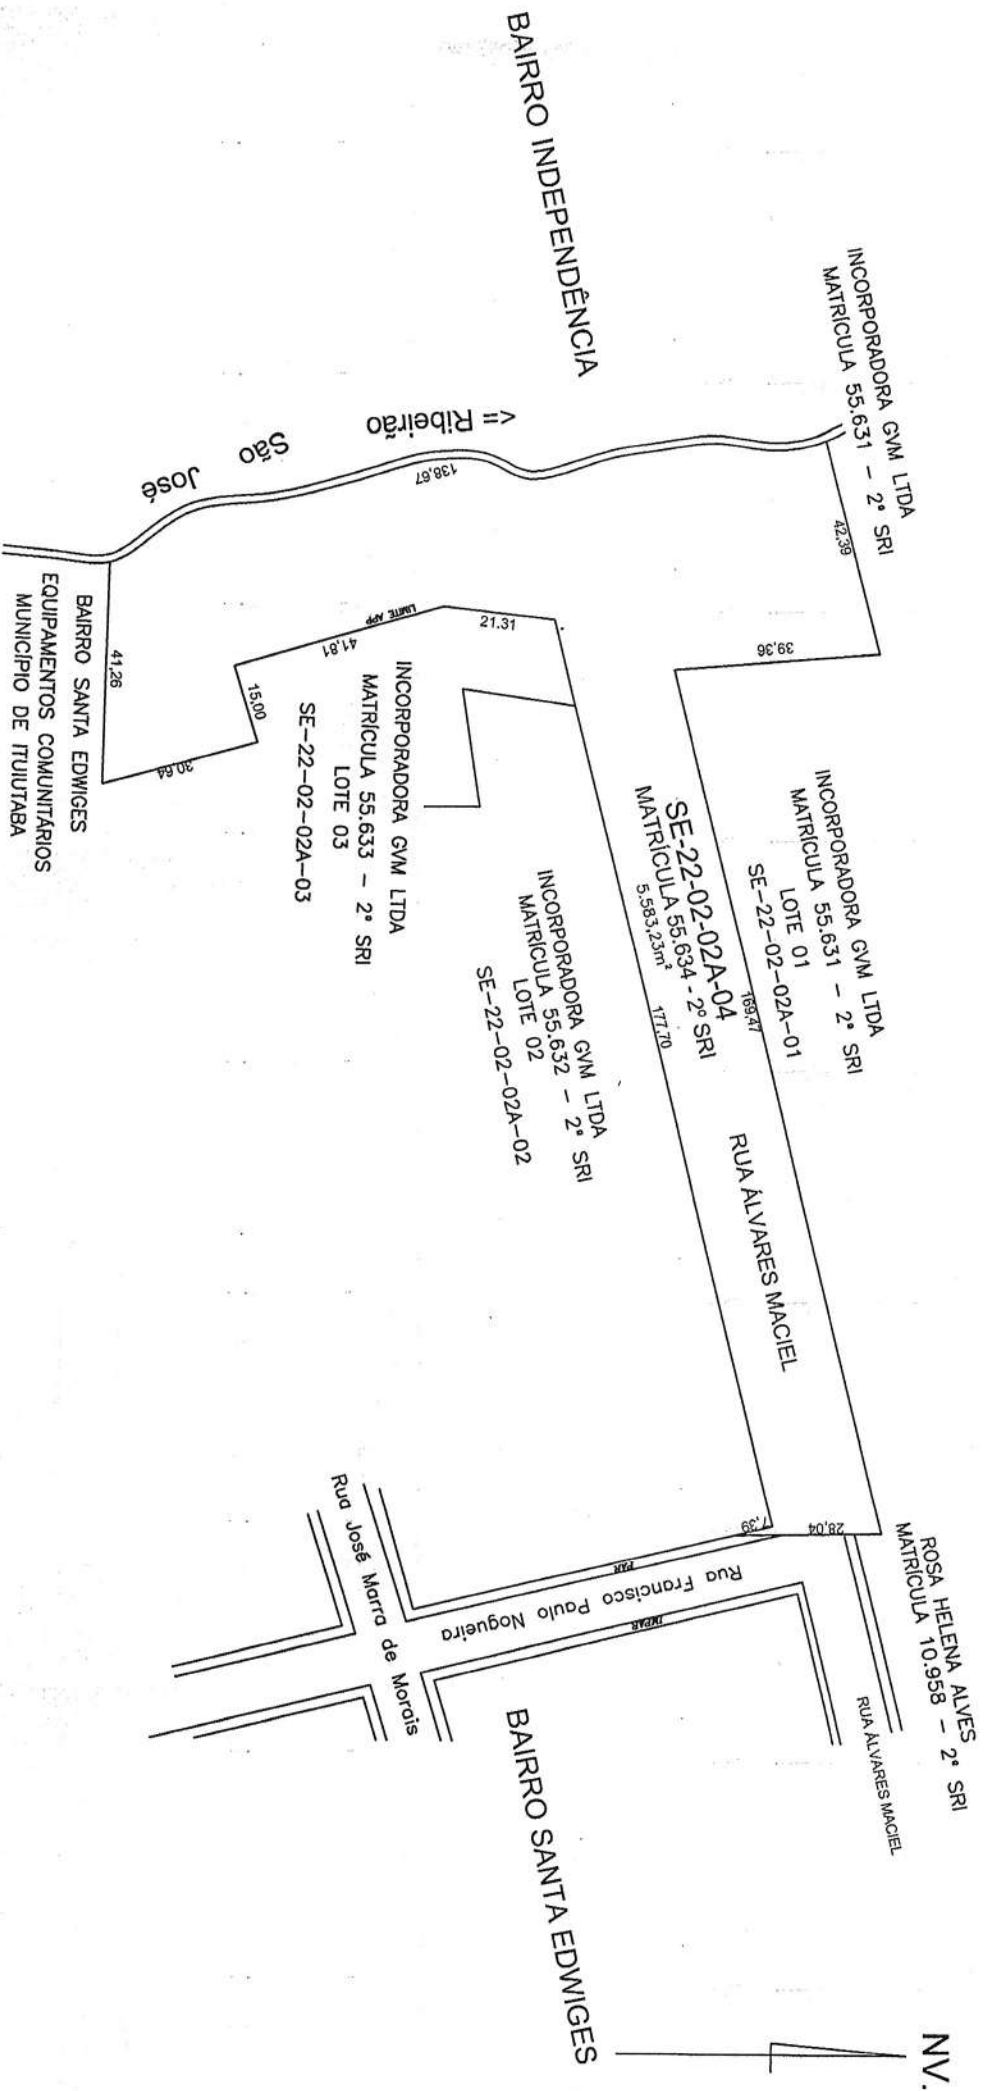 NV.
BAIRRO INDEPENDÊNCIA
INCORPORADORA GVM LTDA
MATRÍCULA 55.631 – 2° SRI
42,39
39,36
<= Ribeirão São José
138,67
BAIRRO SANTA EDWIGES
EQUIPAMENTOS COMUNITÁRIOS
MUNICÍPIO DE ITUIUTABA
41,26
30,64
15,00
41,81
LIMITE APP
21.31
INCORPORADORA GVM LTDA
MATRÍCULA 55.633 – 2° SRI
LOTE 03
SE–22–02–02A–03
INCORPORADORA GVM LTDA
MATRÍCULA 55.631 – 2° SRI
LOTE 01
SE–22–02–02A–01
169,47
SE-22-02-02A-04
MATRÍCULA 55.634 - 2º SRI
5.583,23m²
177,70
INCORPORADORA GVM LTDA
MATRÍCULA 55.632 – 2° SRI
LOTE 02
SE–22–02–02A–02
RUA ÁLVARES MACIEL
ROSA HELENA ALVES
MATRÍCULA 10.958 – 2° SRI
28,04
7,39
RUA ÁLVARES MACIEL
PAR
Rua Francisco Paulo Nogueira
IMPAR
Rua José Marra de Morais
BAIRRO SANTA EDWIGES